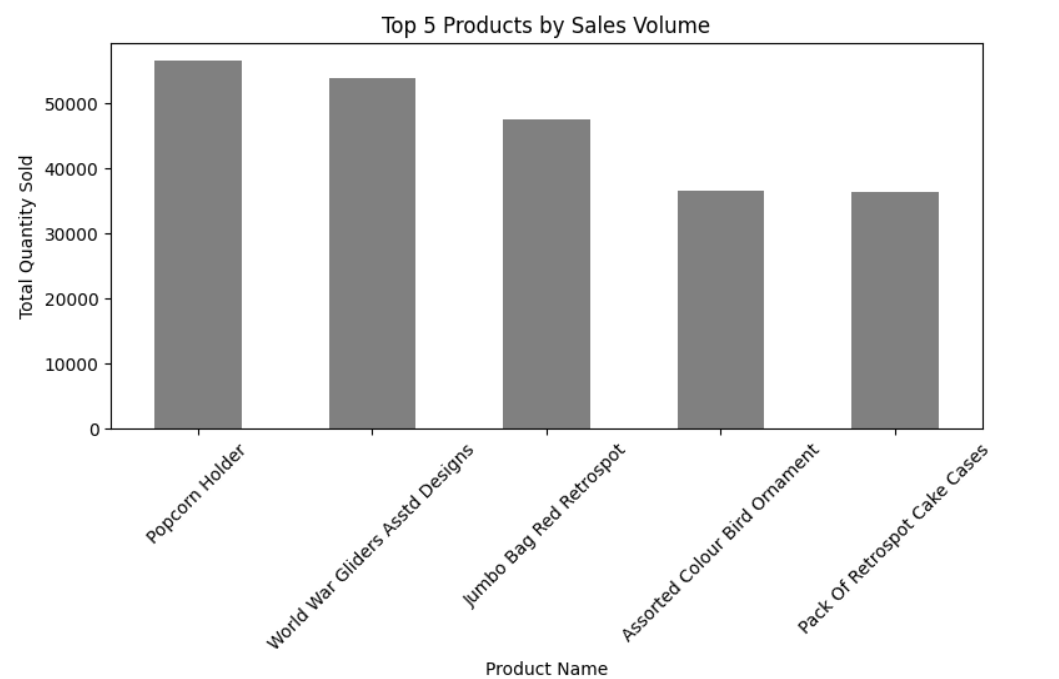 Top 5 Products by Sales Volume
Total Quantity Sold
50000
40000
30000
20000
10000
0
Popcorn Holder
World War Gliders Asstd Designs
Jumbo Bag Red Retrospot
Assorted Colour Bird Ornament
Pack Of Retrospot Cake Cases
Product Name